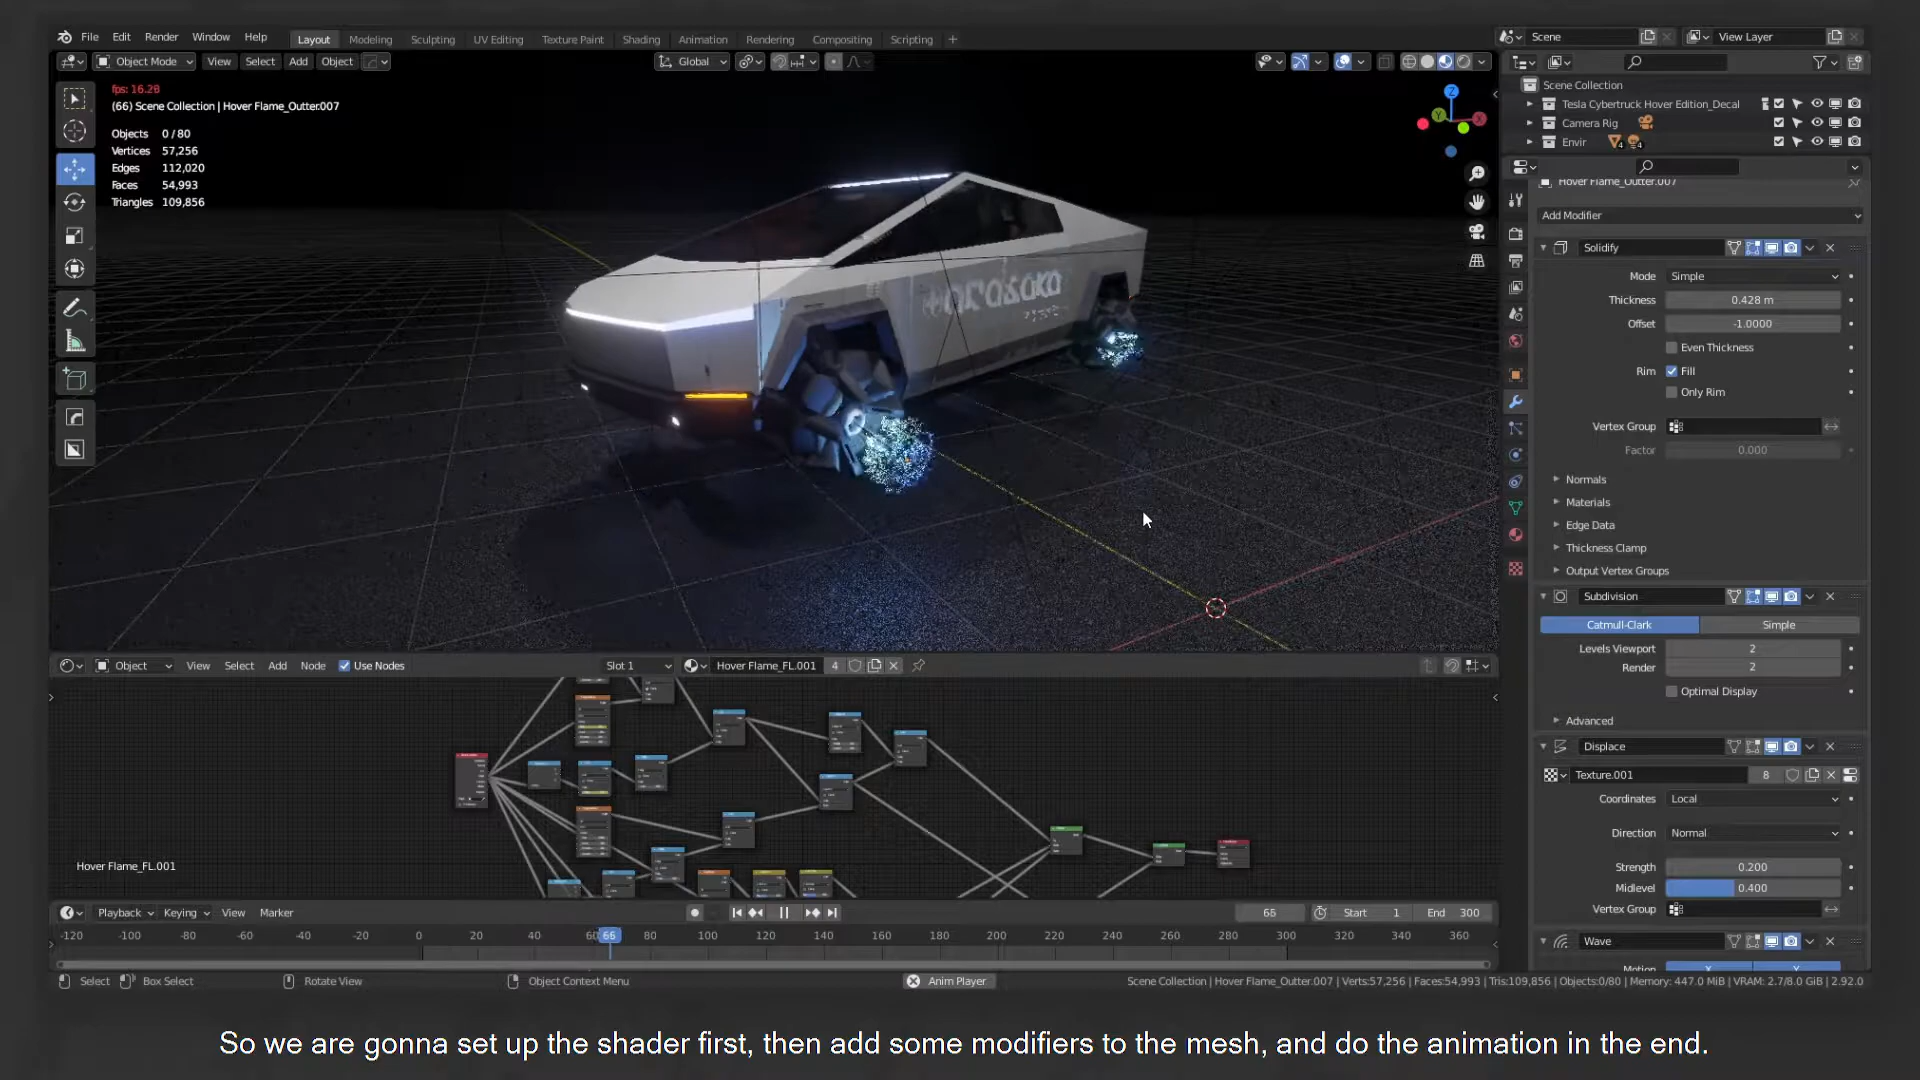 File Edit Render Window Help Layout Modeling Sculpting UV Editing Texture Paint Shading Animation Rendering Compositing Scripting + Scene View Layer
Object Mode View Select Add Object Global
fps: 16.28
(66) Scene Collection | Hover Flame_Outter.007
Objects 0 / 80
Vertices 57,256
Edges 112,020
Faces 54,993
Triangles 109,856
Z
Y
X
Scene Collection
Tesla Cybertruck Hover Edition_Decal
Camera Rig
Envir
Hover Flame_Outter.007
Add Modifier
Solidify
Mode Simple
Thickness 0.428 m
Offset -1.0000
Even Thickness
Rim Fill
Only Rim
Vertex Group
Factor 0.000
Normals
Materials
Edge Data
Thickness Clamp
Output Vertex Groups
Subdivision
Catmull-Clark Simple
Levels Viewport 2
Render 2
Optimal Display
Advanced
Displace
Texture.001 8
Coordinates Local
Direction Normal
Strength 0.200
Midlevel 0.400
Vertex Group
Wave
Motion X Y
Object View Select Add Node Use Nodes Slot 1 Hover Flame_FL.001 4
Hover Flame_FL.001
Playback Keying View Marker 66 Start 1 End 300
-120 -100 -80 -60 -40 -20 0 20 40 60 66 80 100 120 140 160 180 200 220 240 260 280 300 320 340 360
Select Box Select Rotate View Object Context Menu Anim Player Scene Collection | Hover Flame_Outter.007 | Verts:57,256 | Faces:54,993 | Tris:109,856 | Objects:0/80 | Memory: 447.0 MiB | VRAM: 2.7/8.0 GiB | 2.92.0
So we are gonna set up the shader first, then add some modifiers to the mesh, and do the animation in the end.